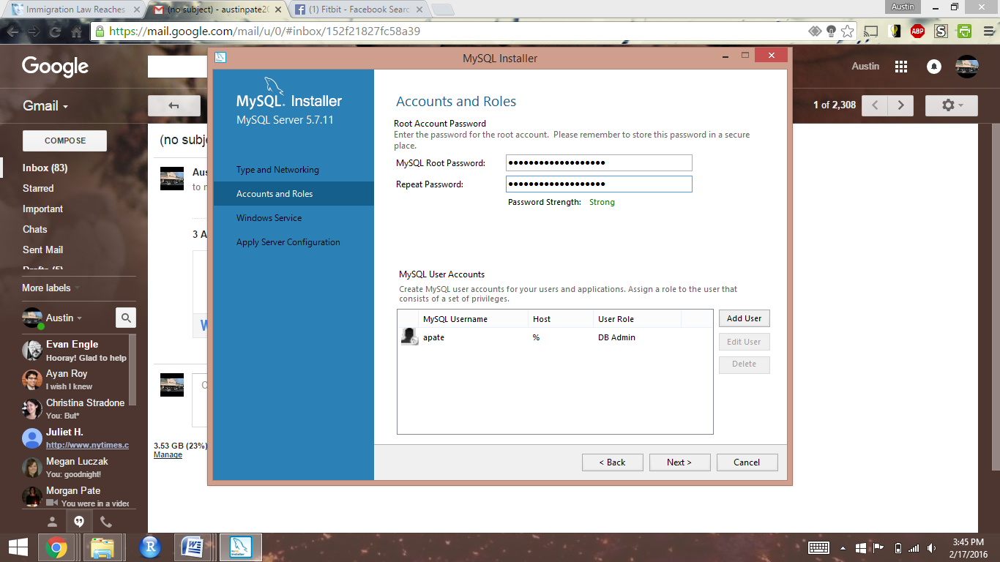 Immigration Law Reaches
(no subject) - austinpate20
(1) Fitbit - Facebook Searc
Austin
https://mail.google.com/mail/u/0/#inbox/152f21827fc58a39
ABP
S
Google
Austin
Gmail
1 of 2,308
COMPOSE
(no subje
Inbox (83)
Starred
Important
Chats
Sent Mail
Drafts (5)
More labels
Aus
to m
3 A
W
Austin
Evan Engle
Hooray! Glad to help
Ayan Roy
I wish I knew
Christina Stradone
You: But*
Juliet H.
http://www.nytimes.c
Megan Luczak
You: goodnight!
Morgan Pate
You were in a video
3.53 GB (23%)
Manage
MySQL Installer
MySQL. Installer
MySQL Server 5.7.11
Type and Networking
Accounts and Roles
Windows Service
Apply Server Configuration
Accounts and Roles
Root Account Password
Enter the password for the root account. Please remember to store this password in a secure
place.
MySQL Root Password:
Repeat Password:
Password Strength: Strong
MySQL User Accounts
Create MySQL user accounts for your users and applications. Assign a role to the user that
consists of a set of privileges.
MySQL Username Host User Role
apate % DB Admin
Add User
Edit User
Delete
< Back Next > Cancel
R
W
MySQL
Installer
3:45 PM
2/17/2016